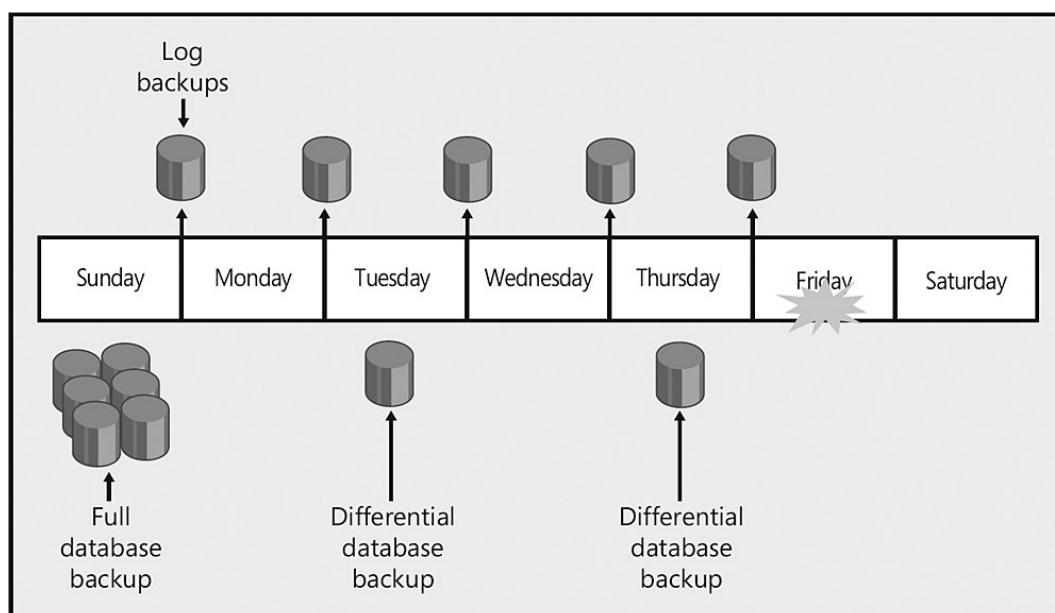 Log
backups
Sunday
Monday
Tuesday
Wednesday
Thursday
Friday
Saturday
Full
database
backup
Differential
database
backup
Differential
database
backup